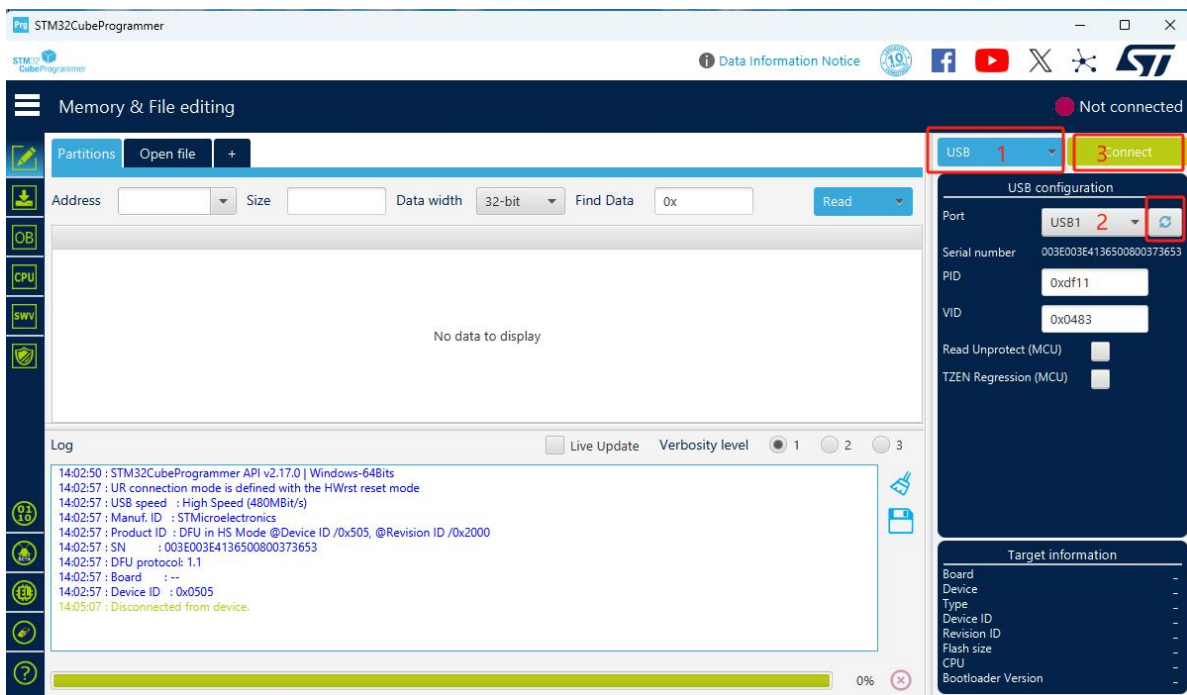 Prg STM32CubeProgrammer
STM32
CubeProgrammer
Data Information Notice
Memory & File editing
Not connected
Partitions Open file +
USB 1 3 Connect
Address Size Data width 32-bit Find Data 0x Read
USB configuration
Port USB1 2
Serial number 003E003E4136500800373653
PID 0xdf11
VID 0x0483
Read Unprotect (MCU)
TZEN Regression (MCU)
OB
CPU
SWV
No data to display
Log Live Update Verbosity level 1 2 3
14:02:50 : STM32CubeProgrammer API v2.17.0 | Windows-64Bits
14:02:57 : UR connection mode is defined with the HWrst reset mode
14:02:57 : USB speed : High Speed (480MBit/s)
14:02:57 : Manuf. ID : STMicroelectronics
14:02:57 : Product ID : DFU in HS Mode @Device ID /0x505, @Revision ID /0x2000
14:02:57 : SN : 003E003E4136500800373653
14:02:57 : DFU protocol: 1.1
14:02:57 : Board : --
14:02:57 : Device ID : 0x0505
14:05:07 : Disconnected from device.
0%
Target information
Board -
Device -
Type -
Device ID -
Revision ID -
Flash size -
CPU -
Bootloader Version -